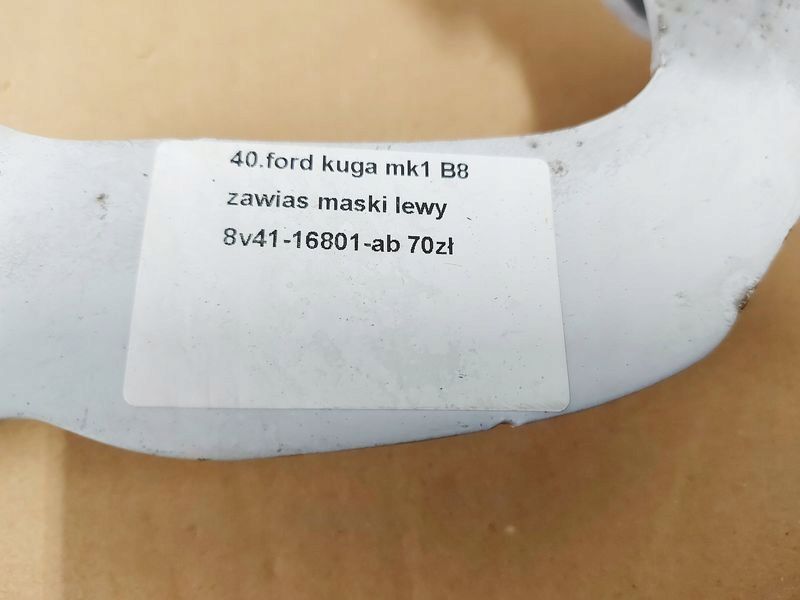 40.ford kuga mk1 B8
zawias maski lewy
8v41-16801-ab 70zł